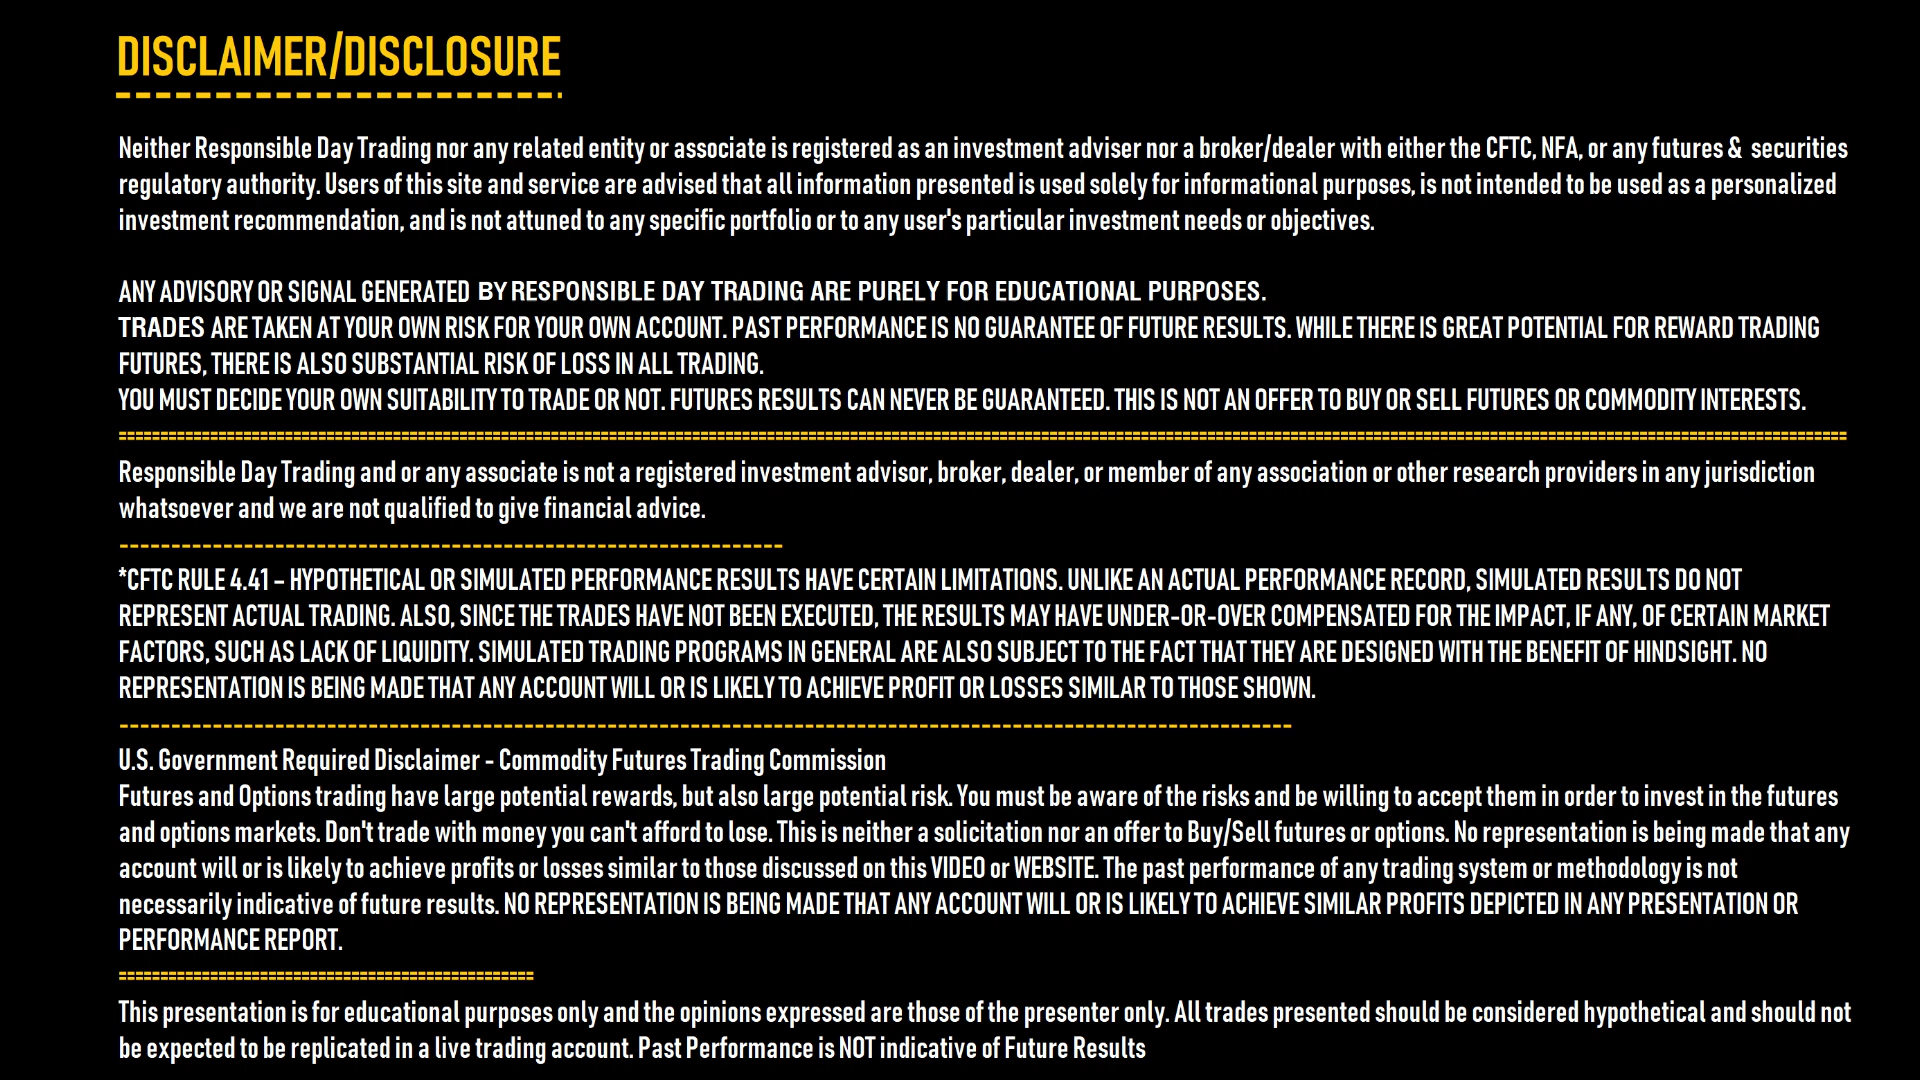 DISCLAIMER/DISCLOSURE
Neither Responsible Day Trading nor any related entity or associate is registered as an investment adviser nor a broker/dealer with either the CFTC, NFA, or any futures & securities
regulatory authority. Users of this site and service are advised that all information presented is used solely for informational purposes, is not intended to be used as a personalized
investment recommendation, and is not attuned to any specific portfolio or to any user's particular investment needs or objectives.
ANY ADVISORY OR SIGNAL GENERATED BY RESPONSIBLE DAY TRADING ARE PURELY FOR EDUCATIONAL PURPOSES.
TRADES ARE TAKEN AT YOUR OWN RISK FOR YOUR OWN ACCOUNT. PAST PERFORMANCE IS NO GUARANTEE OF FUTURE RESULTS. WHILE THERE IS GREAT POTENTIAL FOR REWARD TRADING
FUTURES, THERE IS ALSO SUBSTANTIAL RISK OF LOSS IN ALL TRADING.
YOU MUST DECIDE YOUR OWN SUITABILITY TO TRADE OR NOT. FUTURES RESULTS CAN NEVER BE GUARANTEED. THIS IS NOT AN OFFER TO BUY OR SELL FUTURES OR COMMODITY INTERESTS.
Responsible Day Trading and or any associate is not a registered investment advisor, broker, dealer, or member of any association or other research providers in any jurisdiction
whatsoever and we are not qualified to give financial advice.
*CFTC RULE 4.41 – HYPOTHETICAL OR SIMULATED PERFORMANCE RESULTS HAVE CERTAIN LIMITATIONS. UNLIKE AN ACTUAL PERFORMANCE RECORD, SIMULATED RESULTS DO NOT
REPRESENT ACTUAL TRADING. ALSO, SINCE THE TRADES HAVE NOT BEEN EXECUTED, THE RESULTS MAY HAVE UNDER-OR-OVER COMPENSATED FOR THE IMPACT, IF ANY, OF CERTAIN MARKET
FACTORS, SUCH AS LACK OF LIQUIDITY. SIMULATED TRADING PROGRAMS IN GENERAL ARE ALSO SUBJECT TO THE FACT THAT THEY ARE DESIGNED WITH THE BENEFIT OF HINDSIGHT. NO
REPRESENTATION IS BEING MADE THAT ANY ACCOUNT WILL OR IS LIKELY TO ACHIEVE PROFIT OR LOSSES SIMILAR TO THOSE SHOWN.
U.S. Government Required Disclaimer - Commodity Futures Trading Commission
Futures and Options trading have large potential rewards, but also large potential risk. You must be aware of the risks and be willing to accept them in order to invest in the futures
and options markets. Don't trade with money you can't afford to lose. This is neither a solicitation nor an offer to Buy/Sell futures or options. No representation is being made that any
account will or is likely to achieve profits or losses similar to those discussed on this VIDEO or WEBSITE. The past performance of any trading system or methodology is not
necessarily indicative of future results. NO REPRESENTATION IS BEING MADE THAT ANY ACCOUNT WILL OR IS LIKELY TO ACHIEVE SIMILAR PROFITS DEPICTED IN ANY PRESENTATION OR
PERFORMANCE REPORT.
This presentation is for educational purposes only and the opinions expressed are those of the presenter only. All trades presented should be considered hypothetical and should not
be expected to be replicated in a live trading account. Past Performance is NOT indicative of Future Results